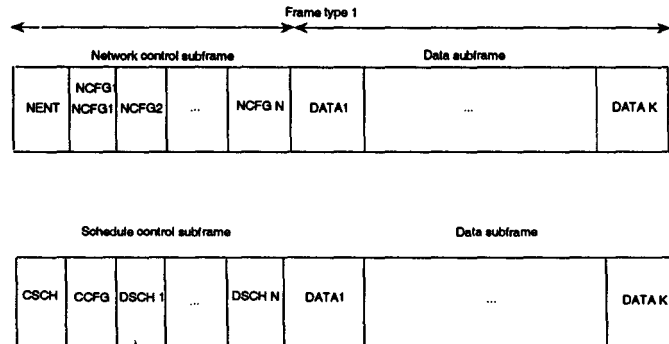 Frame type 1
Network control subframe Data subframe
NENT NCFG1 NCFG1 NCFG2 ... NCFG N DATA1 ... DATA K
Schedule control subframe Data subframe
CSCH CCFG DSCH 1 ... DSCH N DATA1 ... DATA K